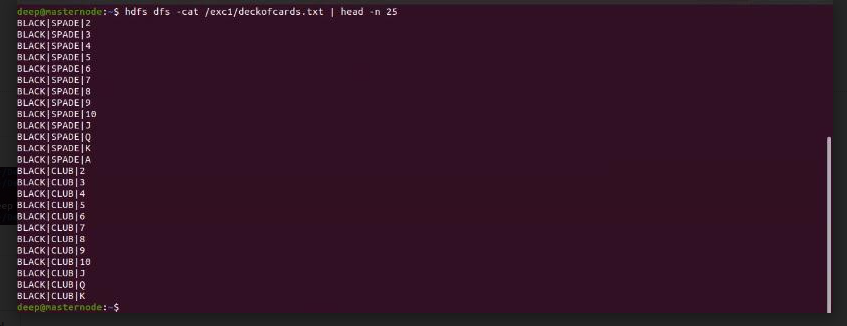 deep@masternode:~$ hdfs dfs -cat /exc1/deckofcards.txt | head -n 25
BLACK|SPADE|2
BLACK|SPADE|3
BLACK|SPADE|4
BLACK|SPADE|5
BLACK|SPADE|6
BLACK|SPADE|7
BLACK|SPADE|8
BLACK|SPADE|9
BLACK|SPADE|10
BLACK|SPADE|J
BLACK|SPADE|Q
BLACK|SPADE|K
BLACK|SPADE|A
BLACK|CLUB|2
BLACK|CLUB|3
BLACK|CLUB|4
BLACK|CLUB|5
BLACK|CLUB|6
BLACK|CLUB|7
BLACK|CLUB|8
BLACK|CLUB|9
BLACK|CLUB|10
BLACK|CLUB|J
BLACK|CLUB|Q
BLACK|CLUB|K
deep@masternode:~$